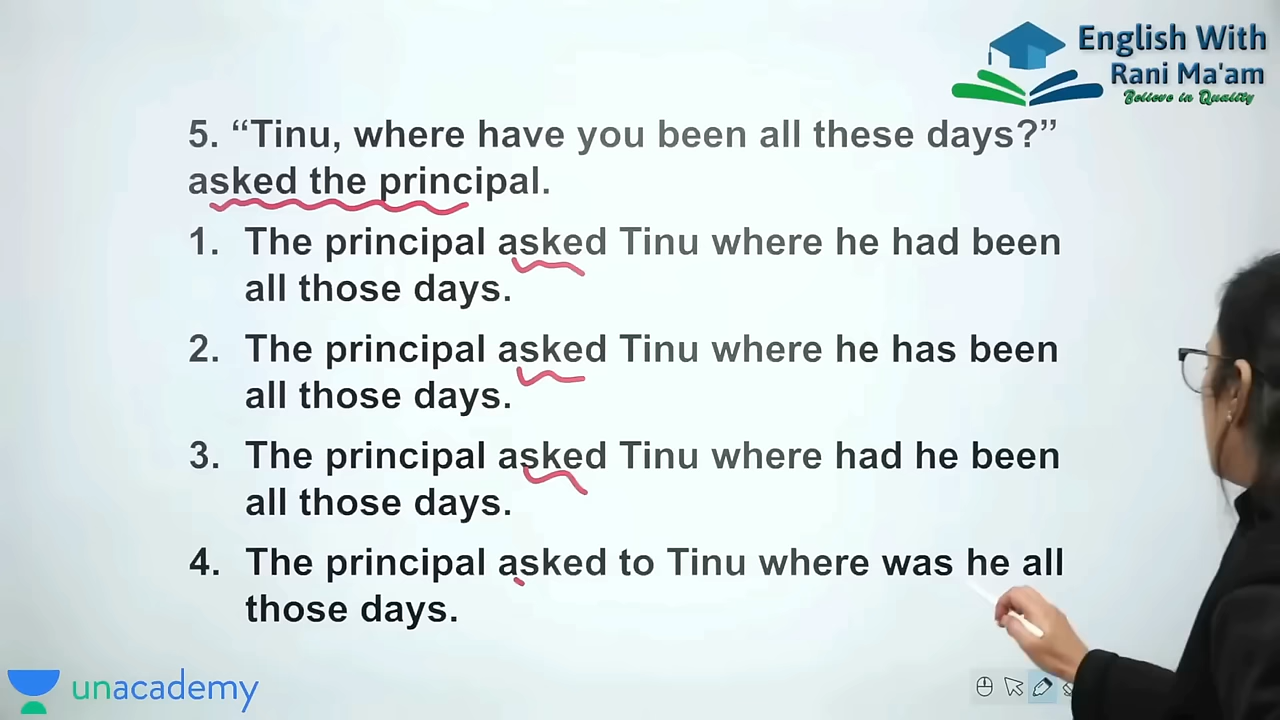 English With
Rani Ma'am
Believe in Quality
5. “Tinu, where have you been all these days?”
asked the principal.
1. The principal asked Tinu where he had been
all those days.
2. The principal asked Tinu where he has been
all those days.
3. The principal asked Tinu where had he been
all those days.
4. The principal asked to Tinu where was he all
those days.
unacademy